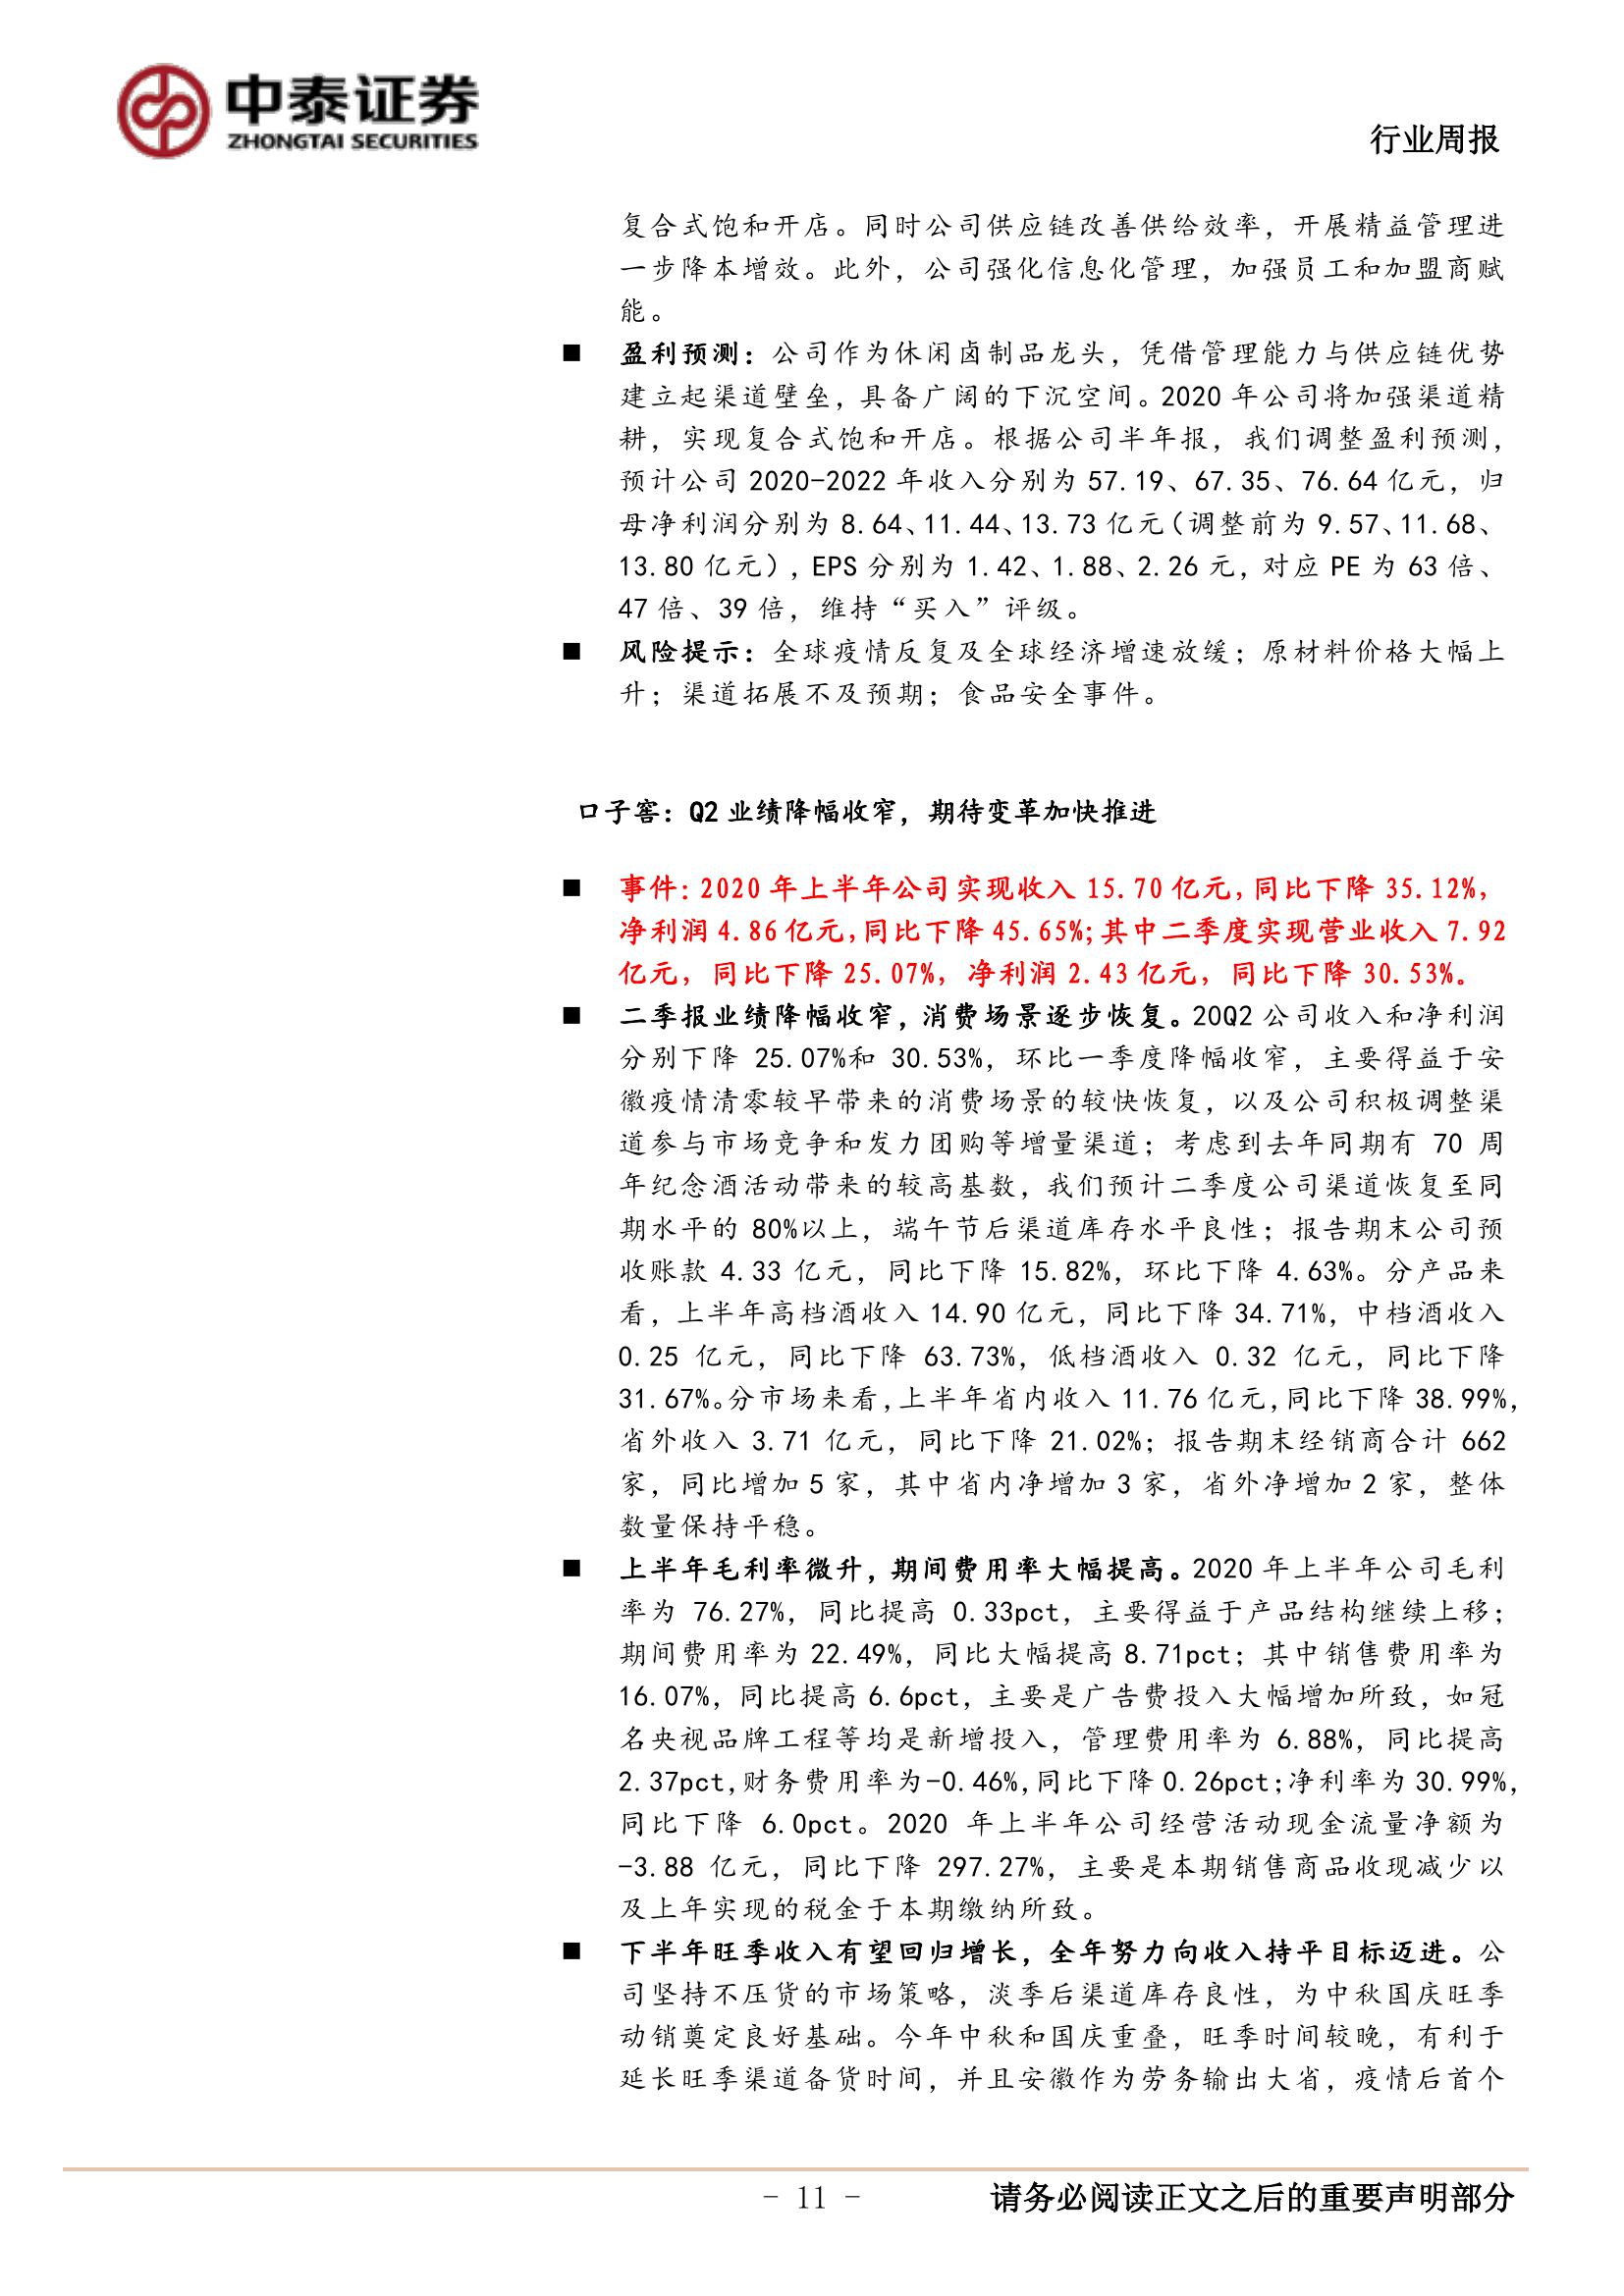 中泰证券
ZHONGTAI SECURITIES
行业周报
复合式饱和开店。同时公司供应链改善供给效率，开展精益管理进
一步降本增效。此外，公司强化信息化管理，加强员工和加盟商赋
能。
■ 盈利预测：公司作为休闲卤制品龙头，凭借管理能力与供应链优势
建立起渠道壁垒，具备广阔的下沉空间。2020 年公司将加强渠道精
耕，实现复合式饱和开店。根据公司半年报，我们调整盈利预测，
预计公司 2020-2022 年收入分别为 57.19、67.35、76.64 亿元，归
母净利润分别为 8.64、11.44、13.73 亿元（调整前为 9.57、11.68、
13.80 亿元），EPS 分别为 1.42、1.88、2.26 元，对应 PE 为 63 倍、
47 倍、39 倍，维持“买入”评级。
■ 风险提示：全球疫情反复及全球经济增速放缓；原材料价格大幅上
升；渠道拓展不及预期；食品安全事件。
口子窖：Q2 业绩降幅收窄，期待变革加快推进
■ 事件：2020 年上半年公司实现收入 15.70 亿元，同比下降 35.12%，
净利润 4.86 亿元，同比下降 45.65%；其中二季度实现营业收入 7.92
亿元，同比下降 25.07%，净利润 2.43 亿元，同比下降 30.53%。
■ 二季报业绩降幅收窄，消费场景逐步恢复。20Q2 公司收入和净利润
分别下降 25.07%和 30.53%，环比一季度降幅收窄，主要得益于安
徽疫情清零较早带来的消费场景的较快恢复，以及公司积极调整渠
道参与市场竞争和发力团购等增量渠道；考虑到去年同期有 70 周
年纪念酒活动带来的较高基数，我们预计二季度公司渠道恢复至同
期水平的 80%以上，端午节后渠道库存水平良性；报告期末公司预
收账款 4.33 亿元，同比下降 15.82%，环比下降 4.63%。分产品来
看，上半年高档酒收入 14.90 亿元，同比下降 34.71%，中档酒收入
0.25 亿元，同比下降 63.73%，低档酒收入 0.32 亿元，同比下降
31.67%。分市场来看，上半年省内收入 11.76 亿元，同比下降 38.99%，
省外收入 3.71 亿元，同比下降 21.02%；报告期末经销商合计 662
家，同比增加 5 家，其中省内净增加 3 家，省外净增加 2 家，整体
数量保持平稳。
■ 上半年毛利率微升，期间费用率大幅提高。2020 年上半年公司毛利
率为 76.27%，同比提高 0.33pct，主要得益于产品结构继续上移；
期间费用率为 22.49%，同比大幅提高 8.71pct；其中销售费用率为
16.07%，同比提高 6.6pct，主要是广告费投入大幅增加所致，如冠
名央视品牌工程等均是新增投入，管理费用率为 6.88%，同比提高
2.37pct，财务费用率为-0.46%，同比下降 0.26pct；净利率为 30.99%，
同比下降 6.0pct。2020 年上半年公司经营活动现金流量净额为
-3.88 亿元，同比下降 297.27%，主要是本期销售商品收现减少以
及上年实现的税金于本期缴纳所致。
■ 下半年旺季收入有望回归增长，全年努力向收入持平目标迈进。公
司坚持不压货的市场策略，淡季后渠道库存良性，为中秋国庆旺季
动销奠定良好基础。今年中秋和国庆重叠，旺季时间较晚，有利于
延长旺季渠道备货时间，并且安徽作为劳务输出大省，疫情后首个
- 11 -
请务必阅读正文之后的重要声明部分